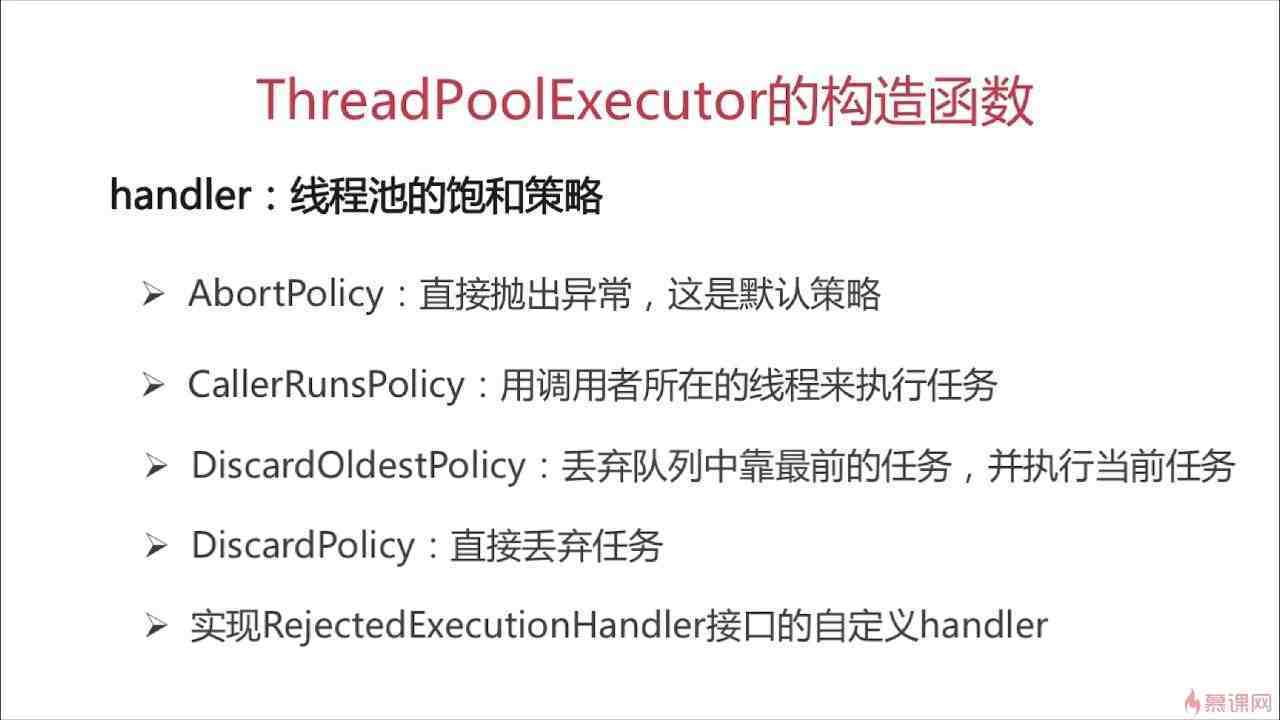 ThreadPoolExecutor的构造函数
handler：线程池的饱和策略
➢ AbortPolicy：直接抛出异常，这是默认策略
➢ CallerRunsPolicy：用调用者所在的线程来执行任务
➢ DiscardOldestPolicy：丢弃队列中靠最前的任务，并执行当前任务
➢ DiscardPolicy：直接丢弃任务
➢ 实现RejectedExecutionHandler接口的自定义handler
慕课网